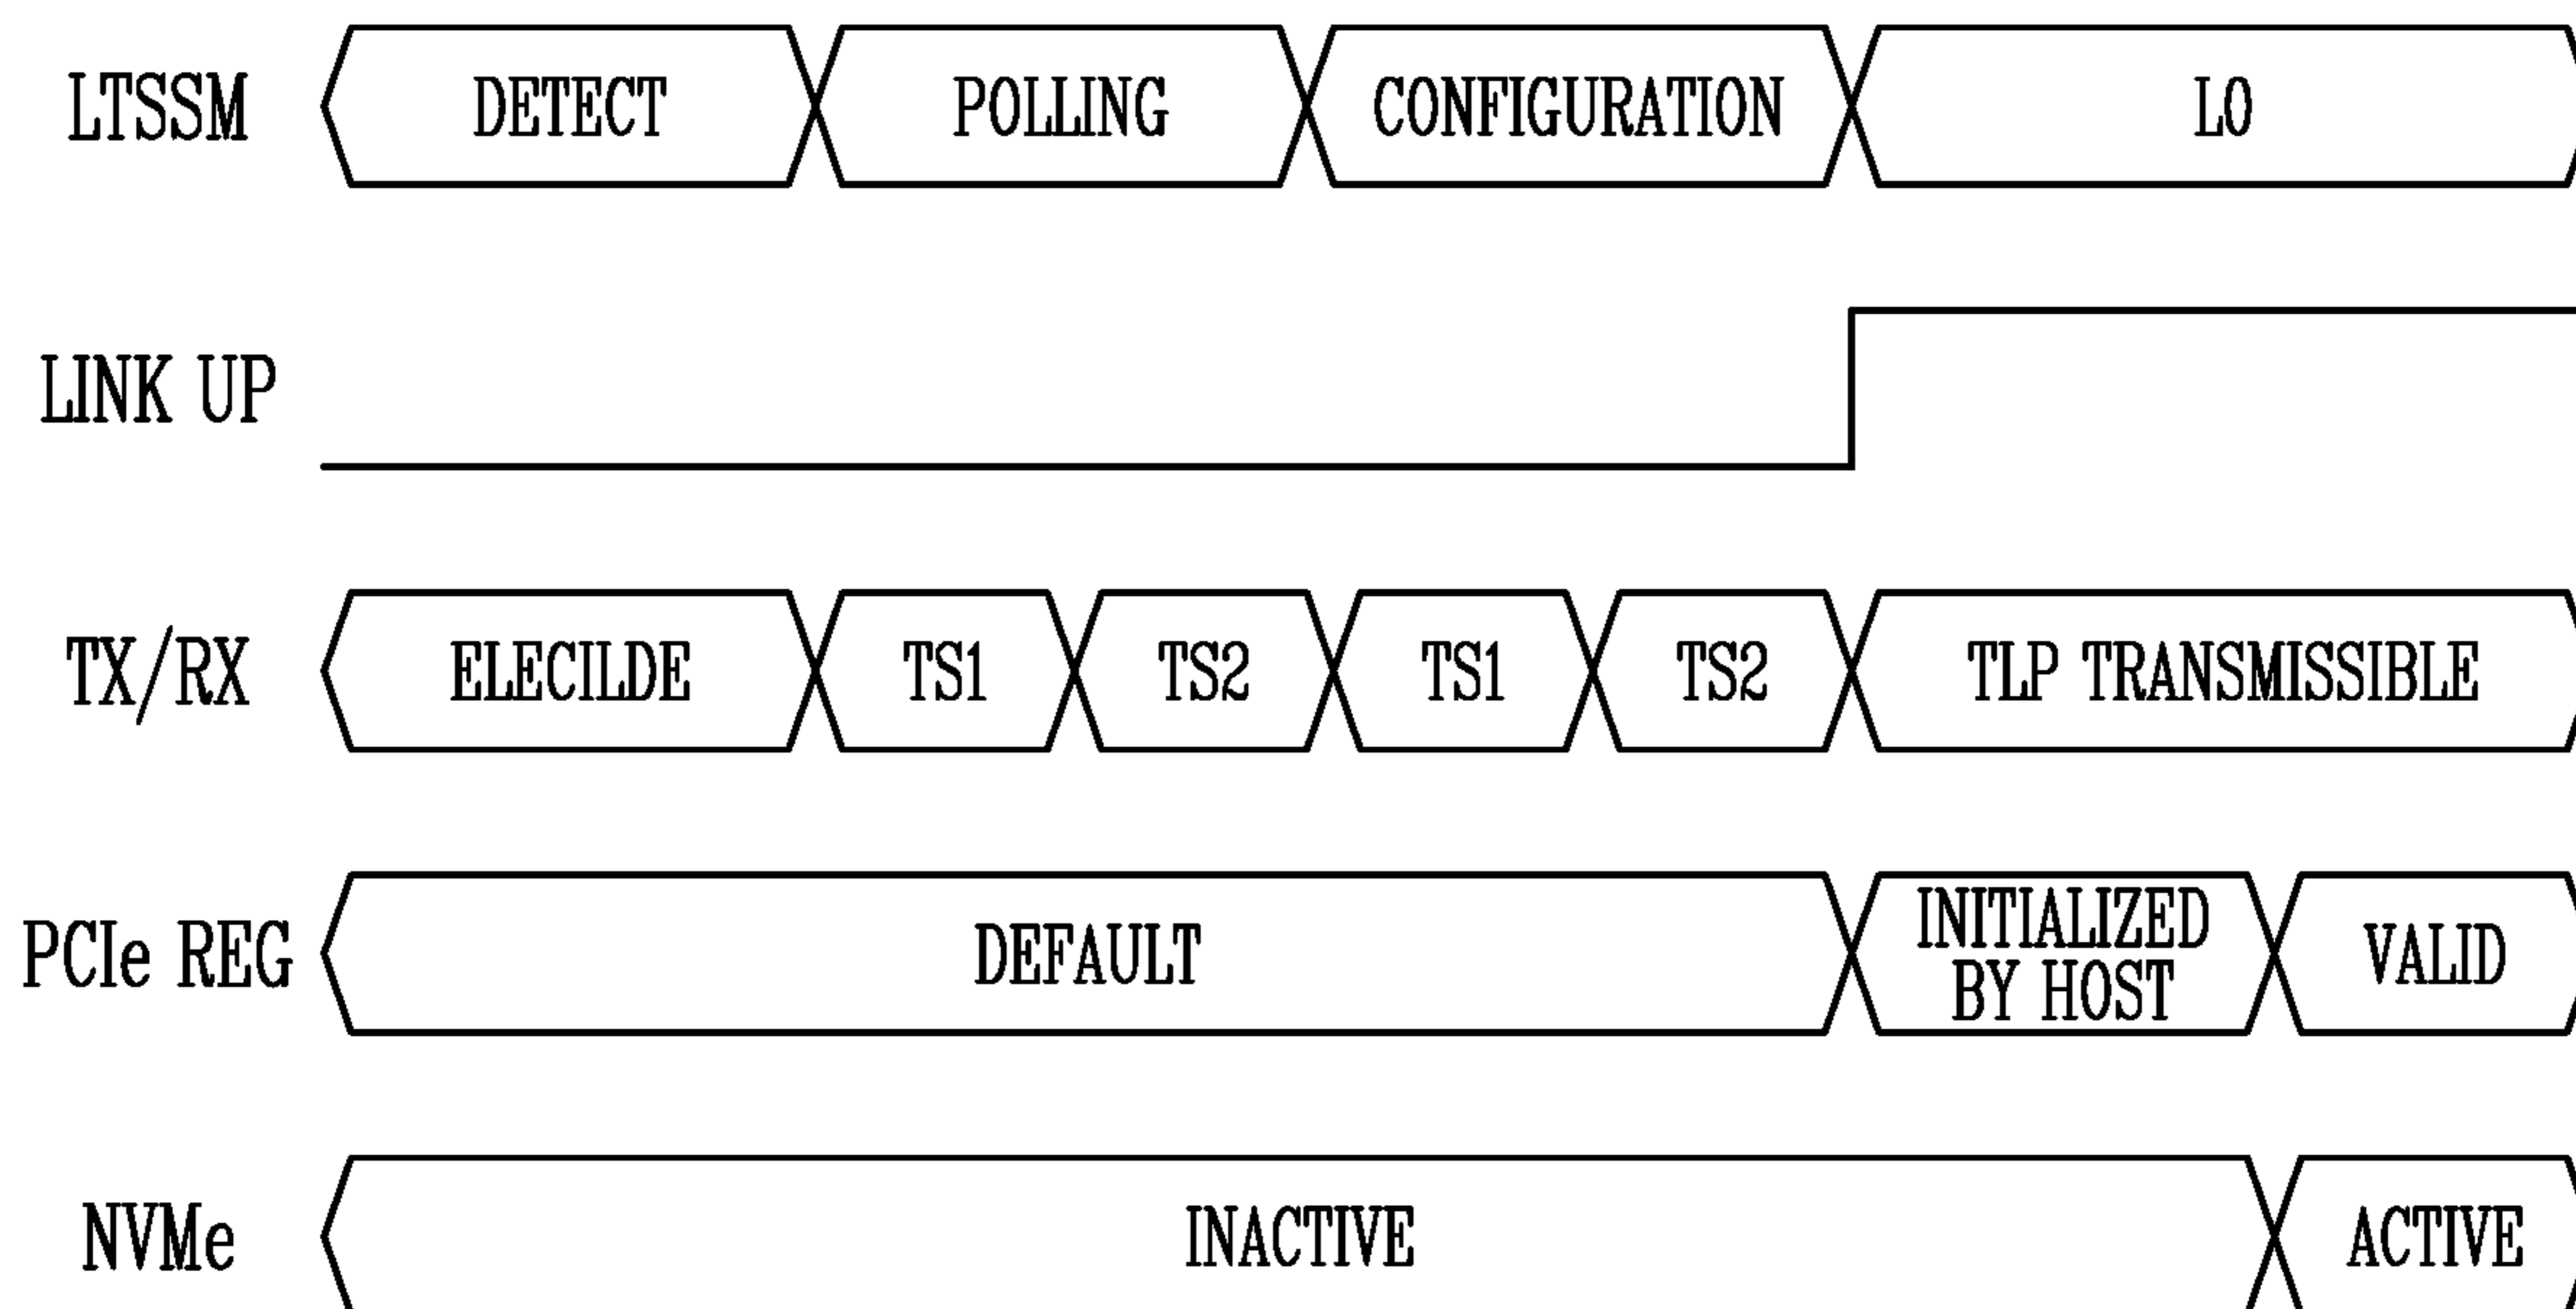 LTSSM DETECT POLLING CONFIGURATION L0
LINK UP
TX/RX ELECILDE TS1 TS2 TS1 TS2 TLP TRANSMISSIBLE
PCIe REG DEFAULT INITIALIZED BY HOST VALID
NVMe INACTIVE ACTIVE